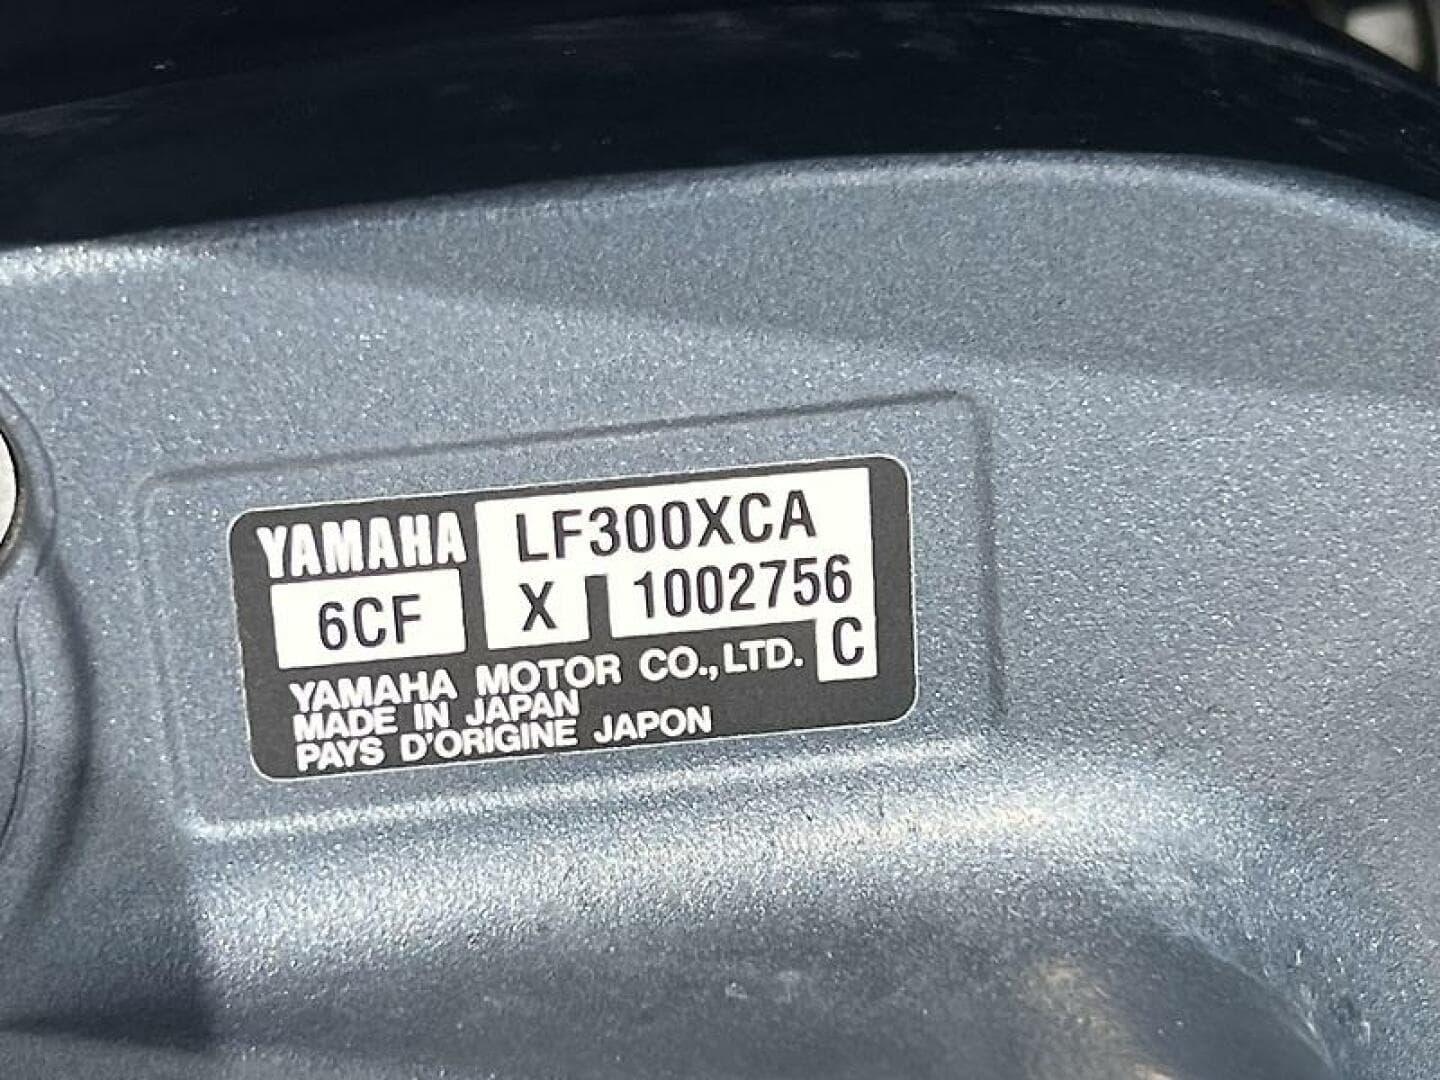 YAMAHA LF300XCA
6CF X 1002756
C
YAMAHA MOTOR CO.,LTD.
MADE IN JAPAN
PAYS D'ORIGINE JAPON